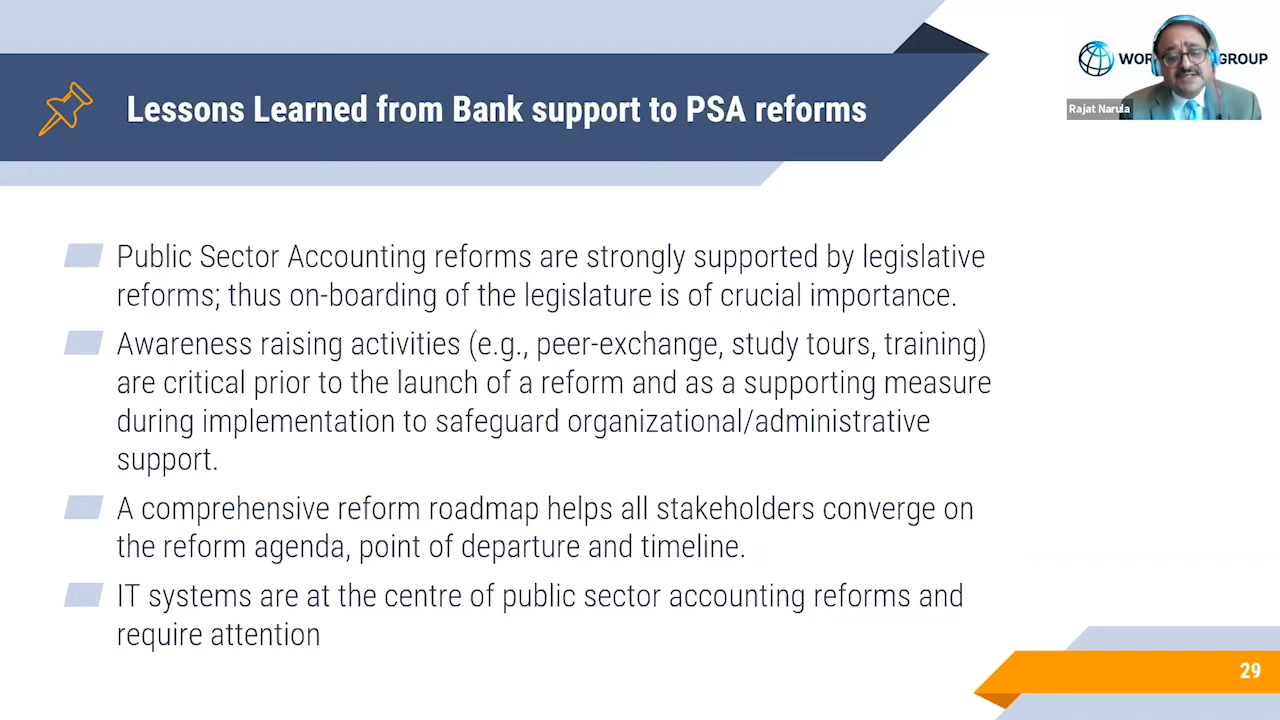 Lessons Learned from Bank support to PSA reforms
WOR GROUP
Rajat Narula
Public Sector Accounting reforms are strongly supported by legislative
reforms; thus on-boarding of the legislature is of crucial importance.
Awareness raising activities (e.g., peer-exchange, study tours, training)
are critical prior to the launch of a reform and as a supporting measure
during implementation to safeguard organizational/administrative
support.
A comprehensive reform roadmap helps all stakeholders converge on
the reform agenda, point of departure and timeline.
IT systems are at the centre of public sector accounting reforms and
require attention
29